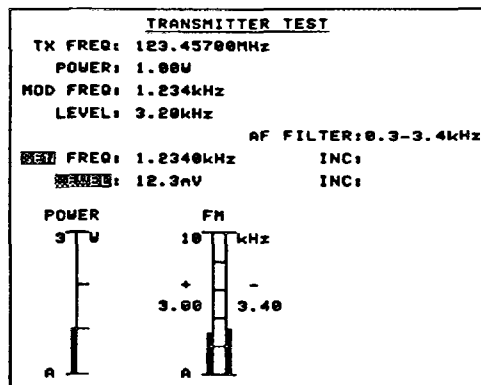 TRANSMITTER TEST
TX FREQ: 123.45700MHz
POWER: 1.00W
MOD FREQ: 1.234kHz
LEVEL: 3.20kHz
AF FILTER:0.3-3.4kHz
SET FREQ: 1.2340kHz INC:
LEVEL: 12.3mV INC:
POWER FM
3 W 10 kHz
+ -
3.00 3.40
A A